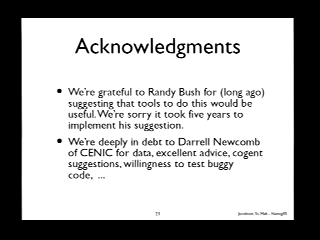 Acknowledgments
• We're grateful to Randy Bush for (long ago)
suggesting that tools to do this would be
useful. We're sorry it took five years to
implement his suggestion.
• We're deeply in debt to Darrell Newcomb
of CENIC for data, excellent advice, cogent
suggestions, willingness to test buggy
code, ...